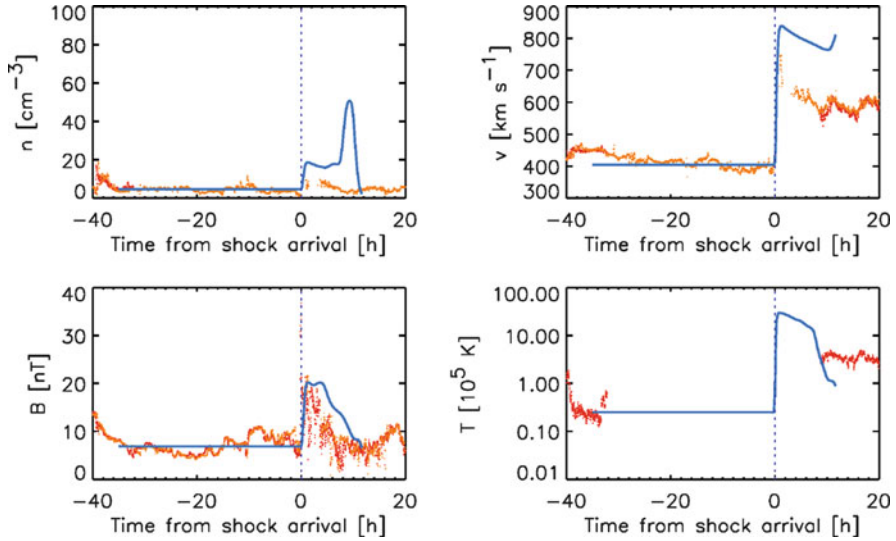 100
80
60
40
20
0
n [cm⁻³]
−40 −20 0 20
Time from shock arrival [h]
900
800
700
600
500
400
300
v [km s⁻¹]
−40 −20 0 20
Time from shock arrival [h]
40
30
20
10
0
B [nT]
−40 −20 0 20
Time from shock arrival [h]
100.00
10.00
1.00
0.10
0.01
T [10⁵ K]
−40 −20 0 20
Time from shock arrival [h]